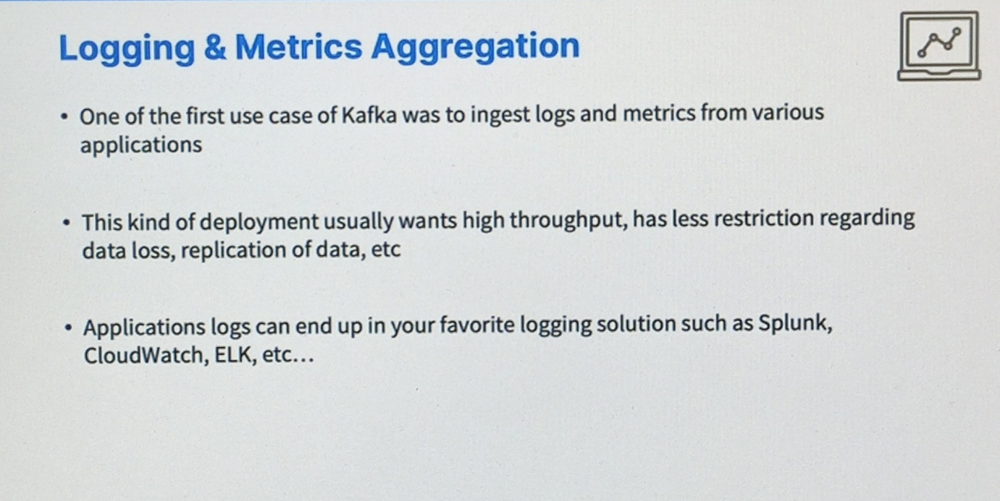 Logging & Metrics Aggregation
• One of the first use case of Kafka was to ingest logs and metrics from various
applications
• This kind of deployment usually wants high throughput, has less restriction regarding
data loss, replication of data, etc
• Applications logs can end up in your favorite logging solution such as Splunk,
CloudWatch, ELK, etc...